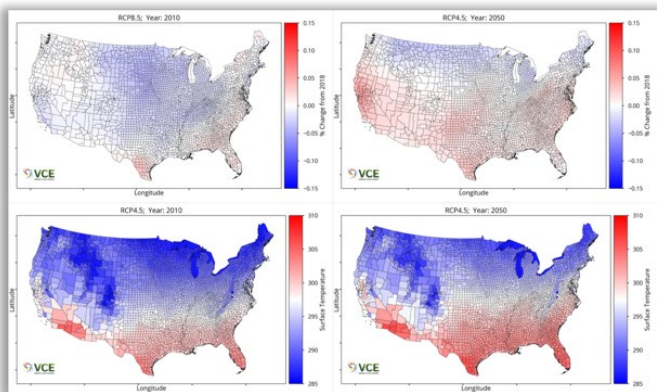 RCP8.5; Year: 2010
0.15
0.10
0.05
0.00
-0.05
-0.10
-0.15
% Change from 2018
Latitude
Longitude
VCE
RCP4.5; Year: 2050
0.15
0.10
0.05
0.00
-0.05
-0.10
-0.15
% Change from 2018
Latitude
Longitude
VCE
RCP4.5; Year: 2010
310
305
300
295
290
285
Surface Temperature
Latitude
Longitude
VCE
RCP4.5; Year: 2050
310
305
300
295
290
285
Surface Temperature
Latitude
Longitude
VCE